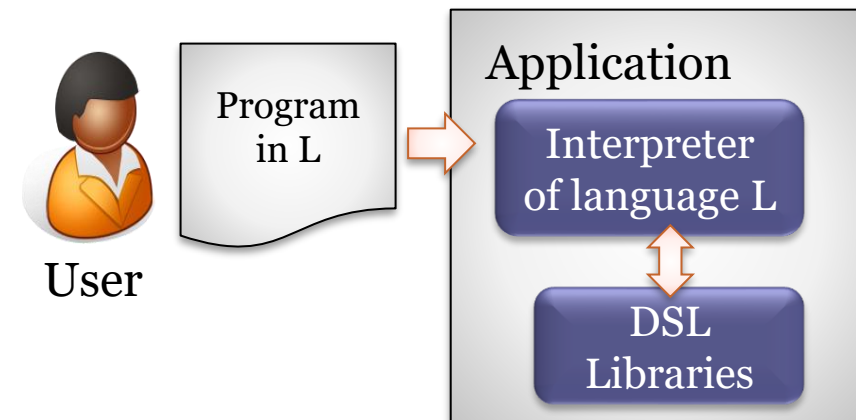 User
Program
in L
Application
Interpreter
of language L
DSL
Libraries